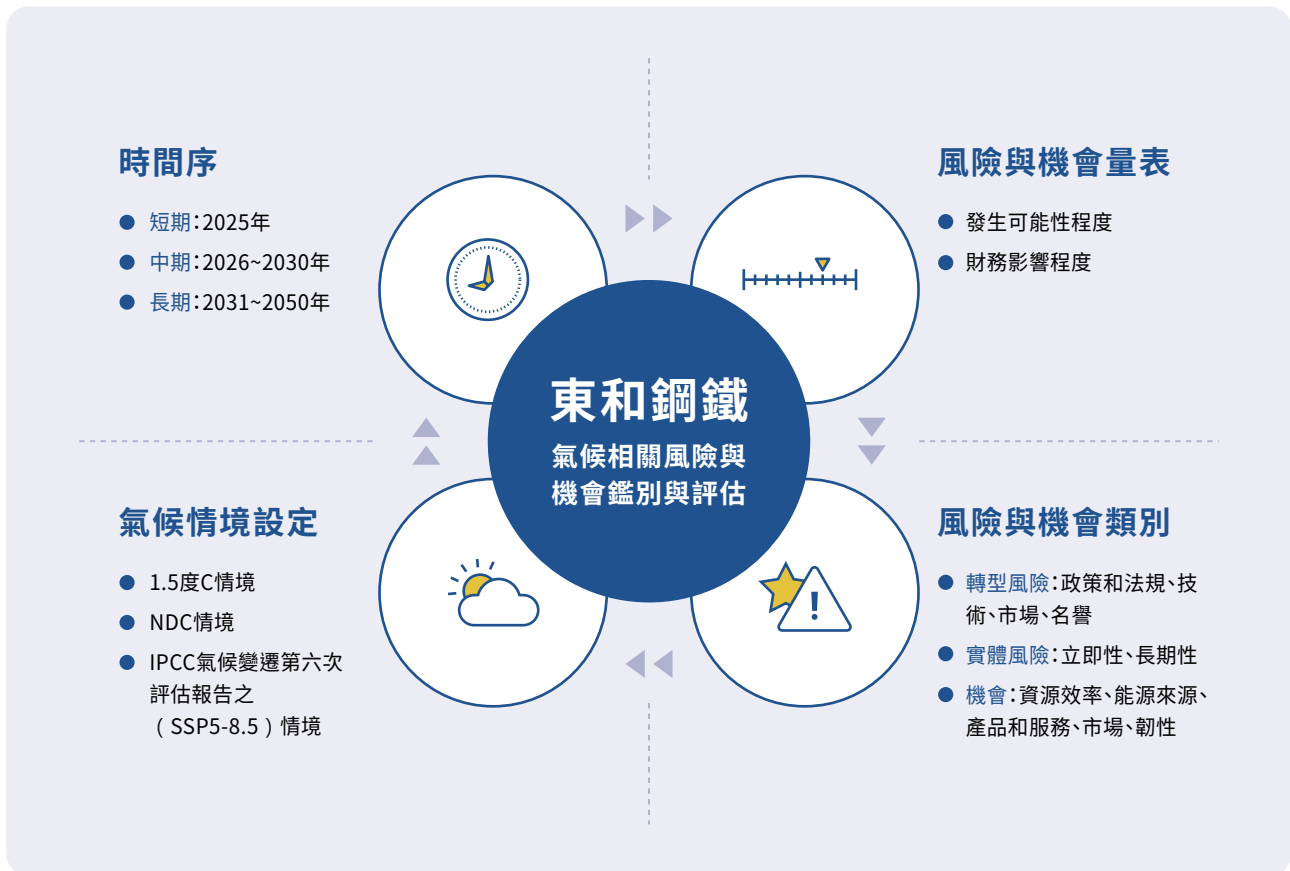 時間序
短期：2025年
中期：2026~2030年
長期：2031~2050年
風險與機會量表
發生可能性程度
財務影響程度
東和鋼鐵
氣候相關風險與
機會鑑別與評估
氣候情境設定
1.5度C情境
NDC情境
IPCC氣候變遷第六次
評估報告之
（SSP5-8.5）情境
風險與機會類別
轉型風險：政策和法規、技
術、市場、名譽
實體風險：立即性、長期性
機會：資源效率、能源來源、
產品和服務、市場、韌性